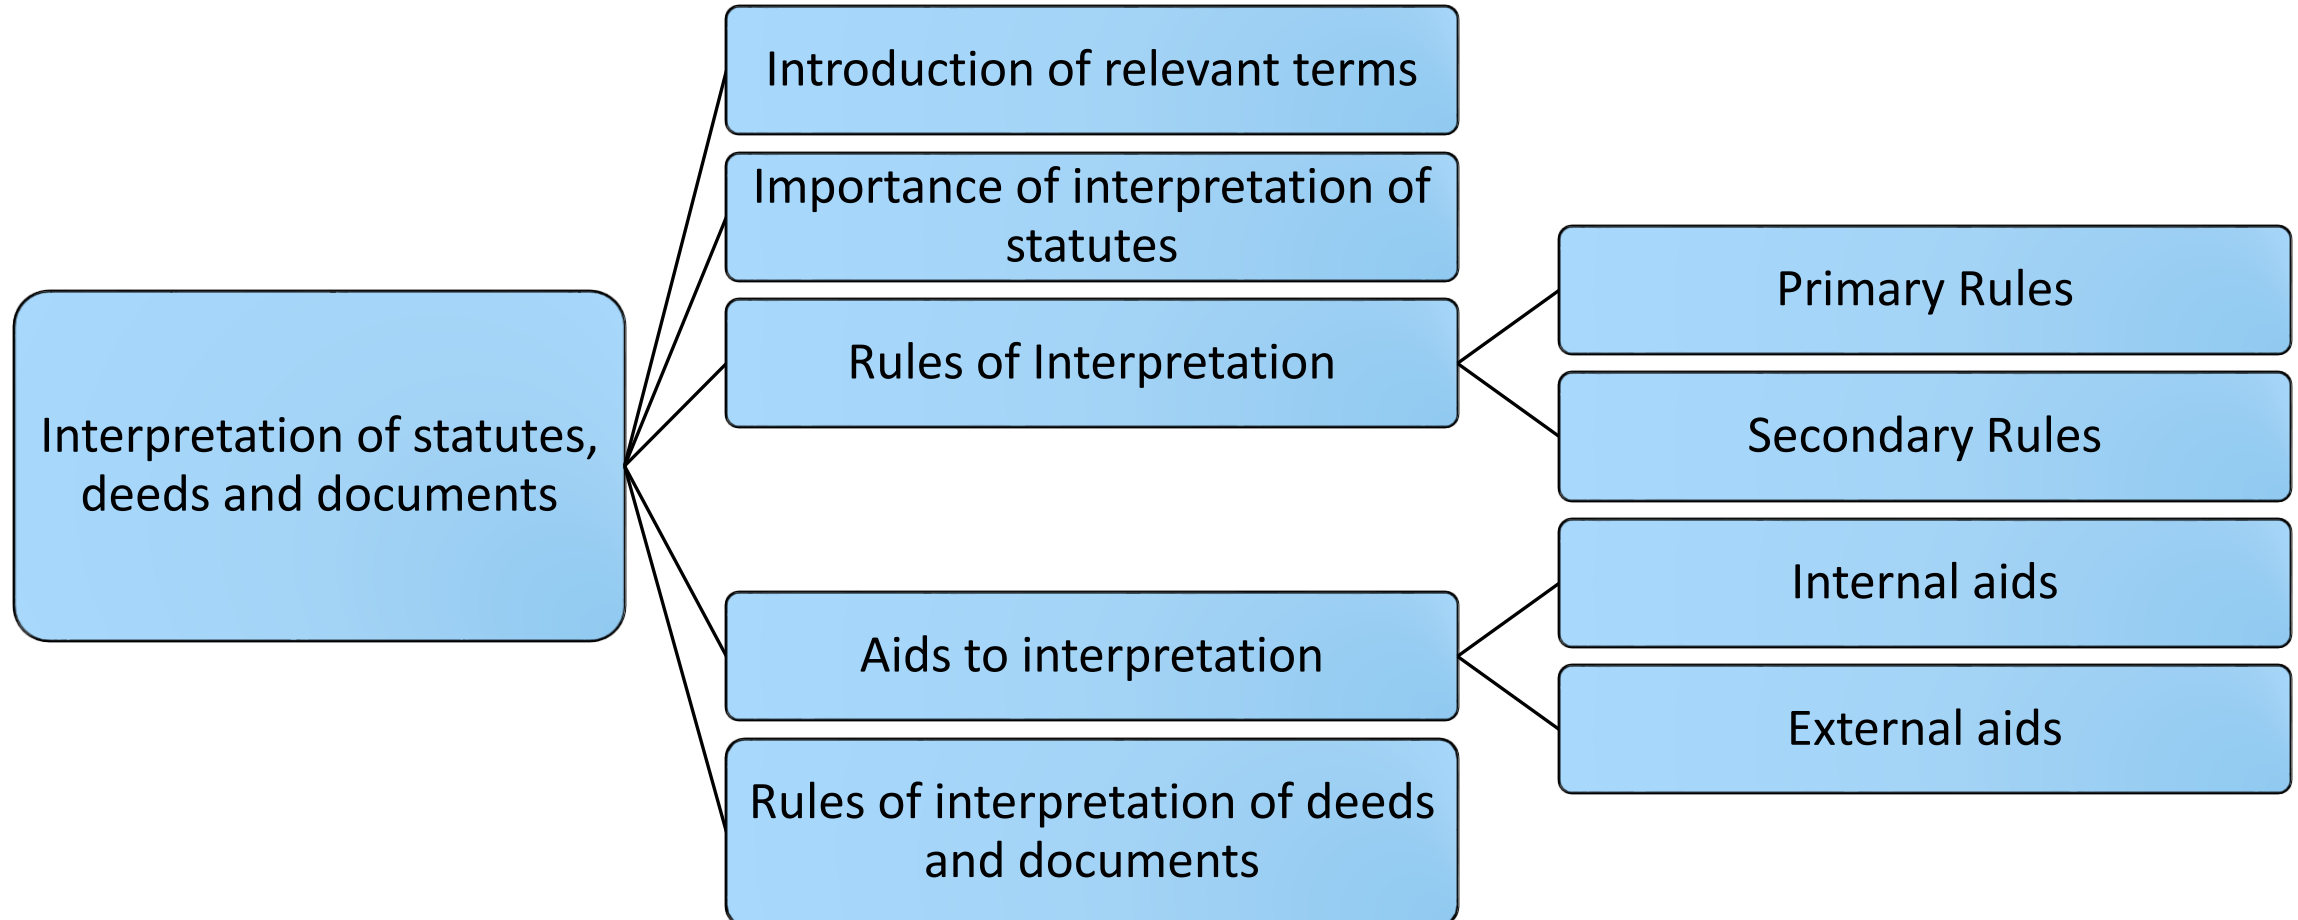 Interpretation of statutes,
deeds and documents
Introduction of relevant terms
Importance of interpretation of
statutes
Rules of Interpretation
Primary Rules
Secondary Rules
Aids to interpretation
Internal aids
External aids
Rules of interpretation of deeds
and documents